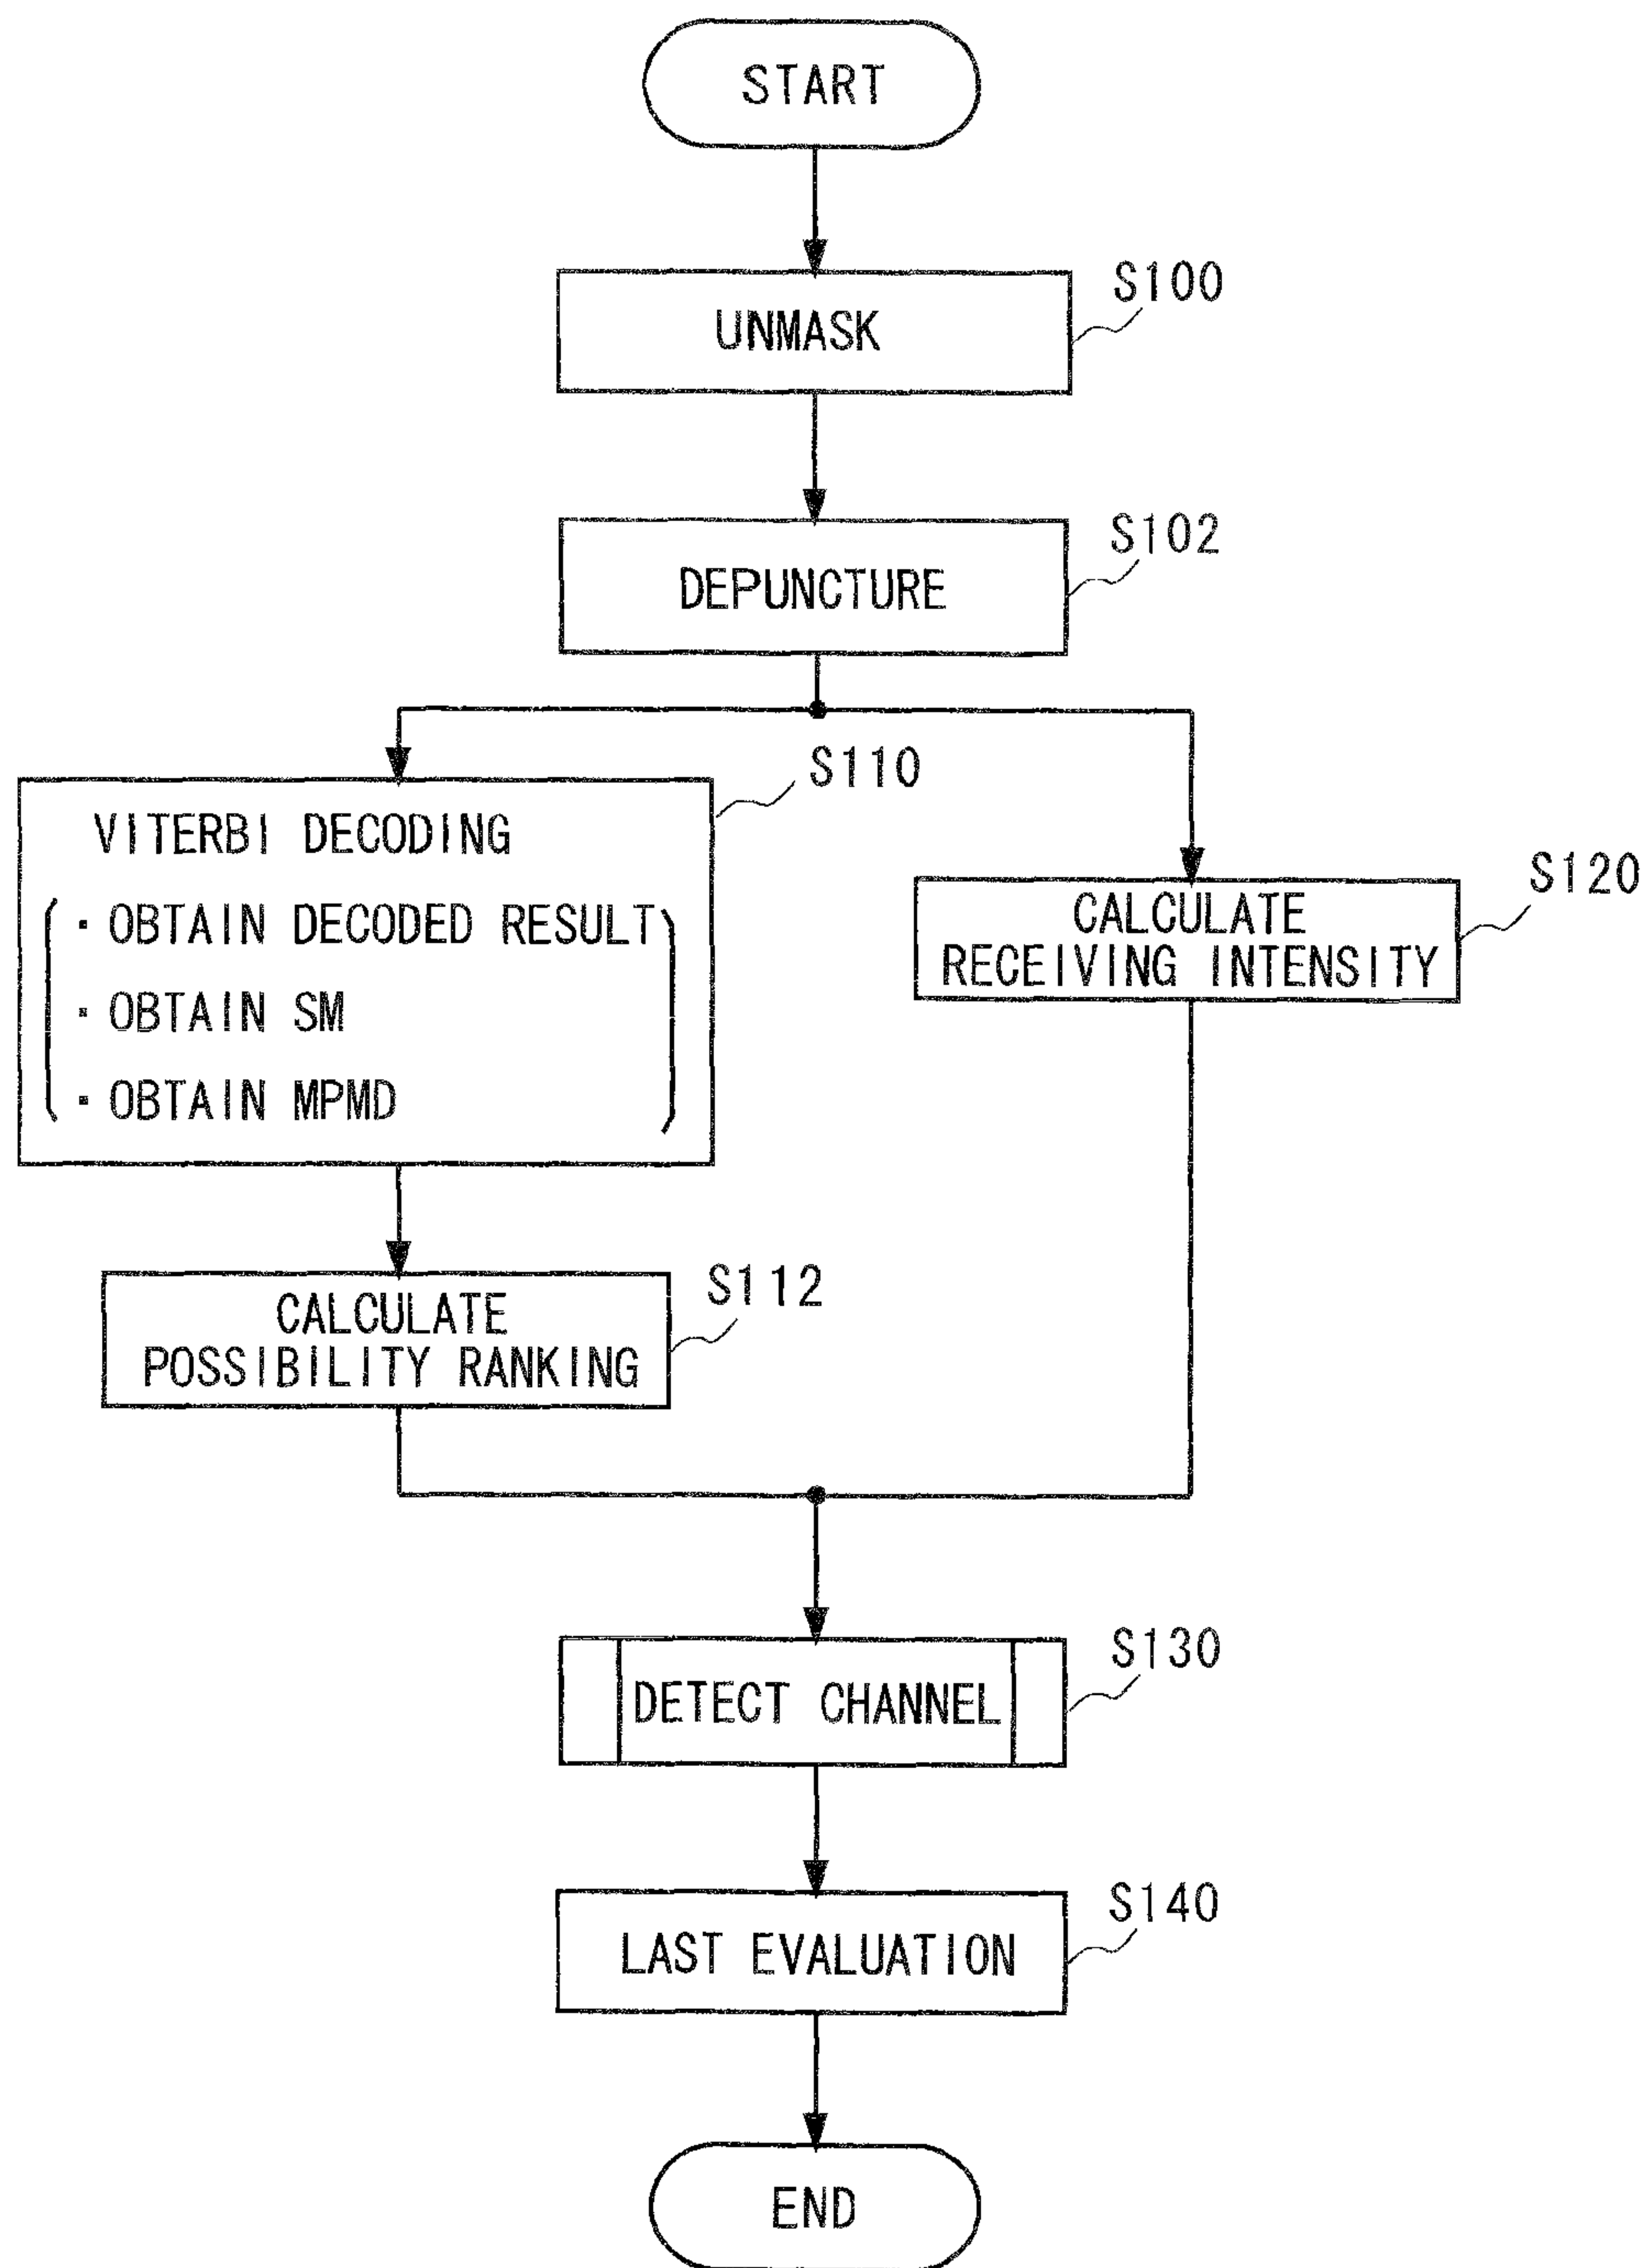 START
S100
UNMASK
S102
DEPUNCTURE
S110
VITERBI DECODING
· OBTAIN DECODED RESULT
· OBTAIN SM
· OBTAIN MPMD
S120
CALCULATE
RECEIVING INTENSITY
S112
CALCULATE
POSSIBILITY RANKING
S130
DETECT CHANNEL
S140
LAST EVALUATION
END